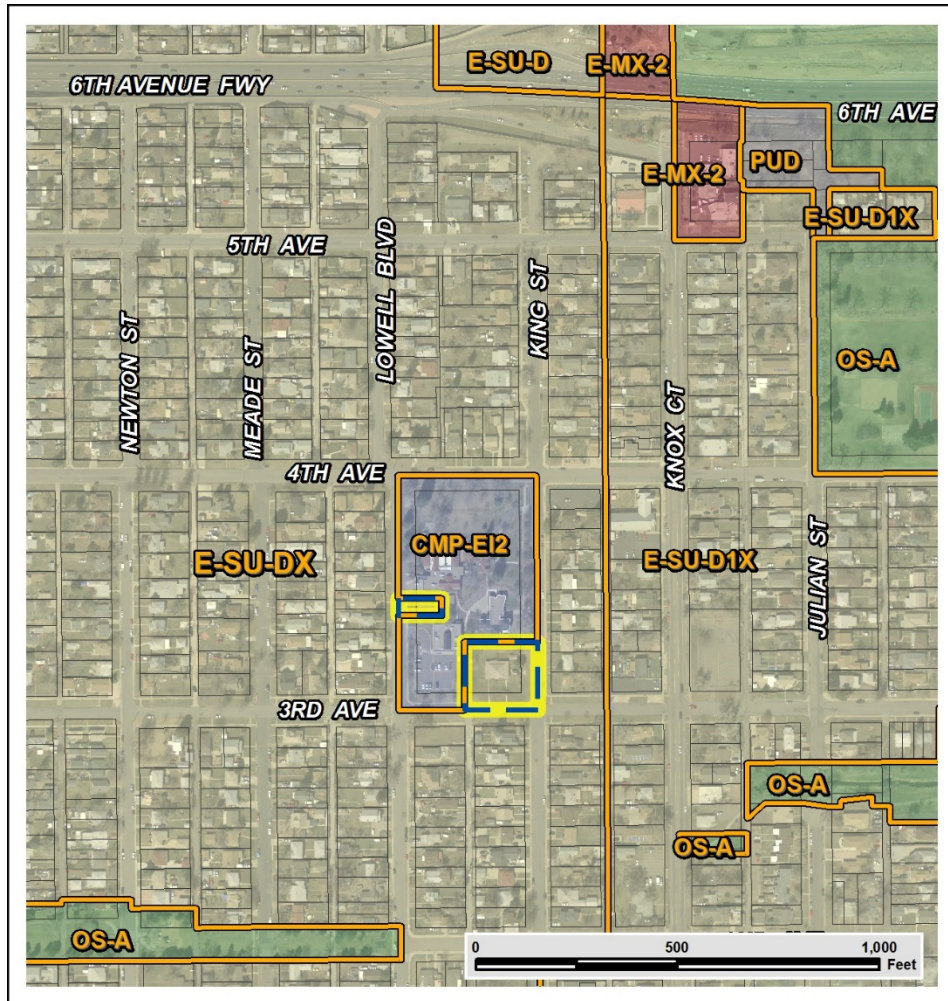 E-SU-D
E-MX-2
6TH AVENUE FWY
6TH AVE
E-MX-2
PUD
E-SU-D1X
5TH AVE
LOWELL BLVD
KING ST
NEWTON ST
MEADE ST
OS-A
KNOX CT
4TH AVE
CMP-EI2
E-SU-DX
E-SU-D1X
JULIAN ST
3RD AVE
OS-A
OS-A
OS-A
0 500 1,000
Feet